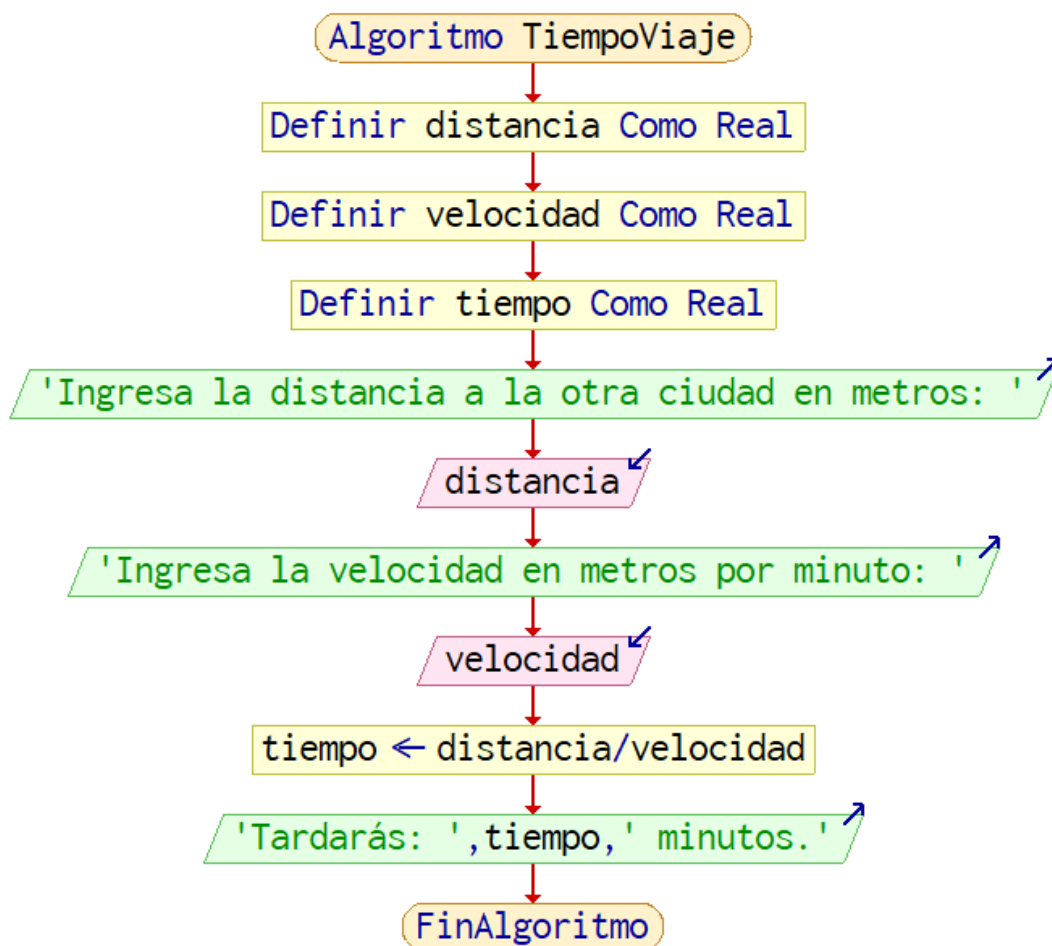 Algoritmo TiempoViaje
Definir distancia Como Real
Definir velocidad Como Real
Definir tiempo Como Real
'Ingresa la distancia a la otra ciudad en metros: '
distancia
'Ingresa la velocidad en metros por minuto: '
velocidad
tiempo ← distancia/velocidad
'Tardarás: ',tiempo,' minutos.'
FinAlgoritmo